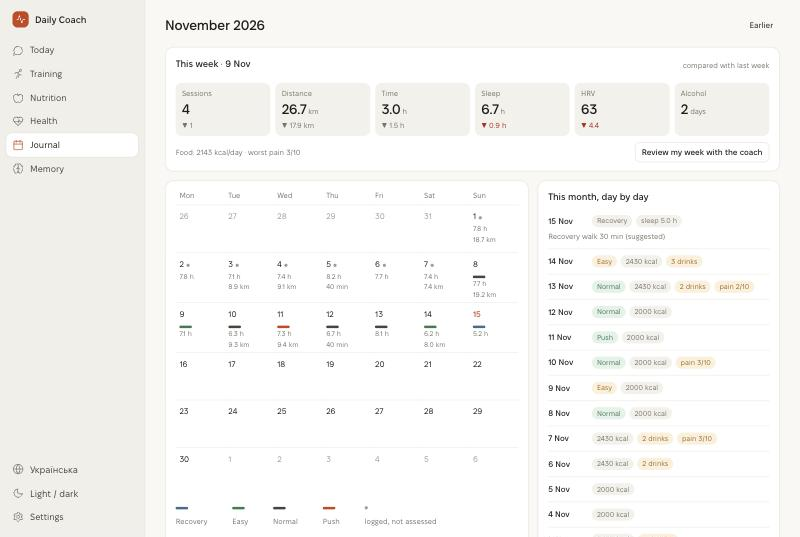 Daily Coach
Today
Training
Nutrition
Health
Journal
Memory
Українська
Light / dark
Settings
November 2026
Earlier
This week · 9 Nov
compared with last week
Sessions
4
▼ 1
Distance
26.7 km
▼ 17.9 km
Time
3.0 h
▼ 1.5 h
Sleep
6.7 h
▼ 0.9 h
HRV
63
▼ 4.4
Alcohol
2 days
Food: 2143 kcal/day · worst pain 3/10
Review my week with the coach
Mon Tue Wed Thu Fri Sat Sun
26 27 28 29 30 31 1
7.8 h
18.7 km
2 3 4 5 6 7 8
7.8 h 7.1 h 7.4 h 8.2 h 7.7 h 7.4 h 7.7 h
8.9 km 9.1 km 40 min 7.4 km 19.2 km
9 10 11 12 13 14 15
7.1 h 6.3 h 7.3 h 6.7 h 8.1 h 6.2 h 5.2 h
9.3 km 9.4 km 40 min 8.0 km
16 17 18 19 20 21 22
23 24 25 26 27 28 29
30 1 2 3 4 5 6
Recovery Easy Normal Push logged, not assessed
This month, day by day
15 Nov Recovery sleep 5.0 h
Recovery walk 30 min (suggested)
14 Nov Easy 2430 kcal 3 drinks
13 Nov Normal 2430 kcal 2 drinks pain 2/10
12 Nov Normal 2000 kcal
11 Nov Push 2000 kcal
10 Nov Normal 2000 kcal pain 3/10
9 Nov Easy 2000 kcal
8 Nov Normal 2000 kcal
7 Nov 2430 kcal 2 drinks pain 3/10
6 Nov 2430 kcal 2 drinks
5 Nov 2000 kcal
4 Nov 2000 kcal